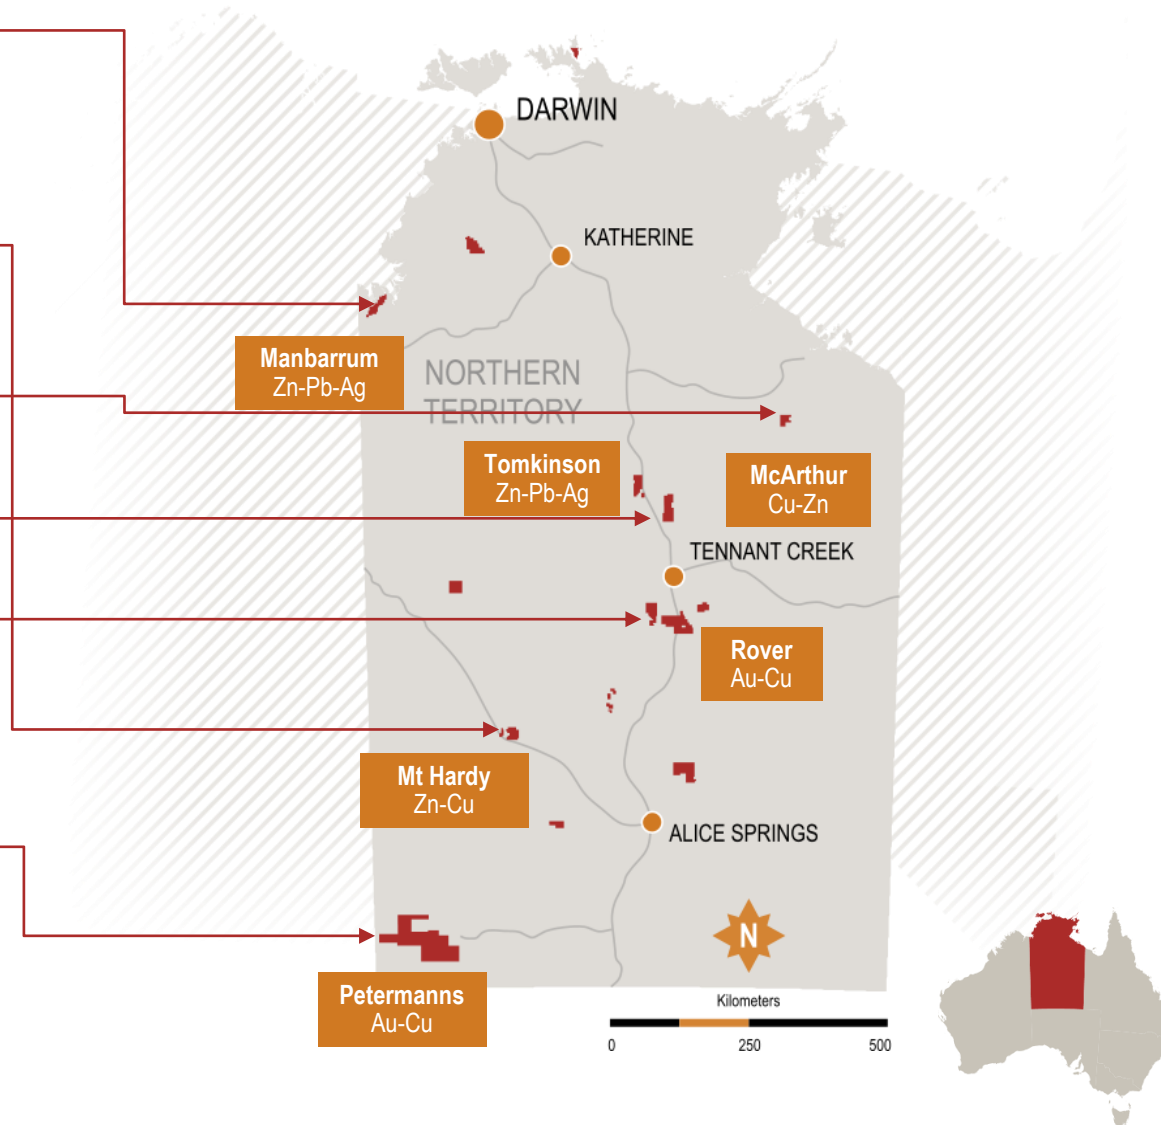 DARWIN
KATHERINE
Manbarrum
Zn-Pb-Ag
NORTHERN
TERRITORY
Tomkinson
Zn-Pb-Ag
McArthur
Cu-Zn
TENNANT CREEK
Rover
Au-Cu
Mt Hardy
Zn-Cu
ALICE SPRINGS
N
Petermanns
Au-Cu
Kilometers
0 250 500